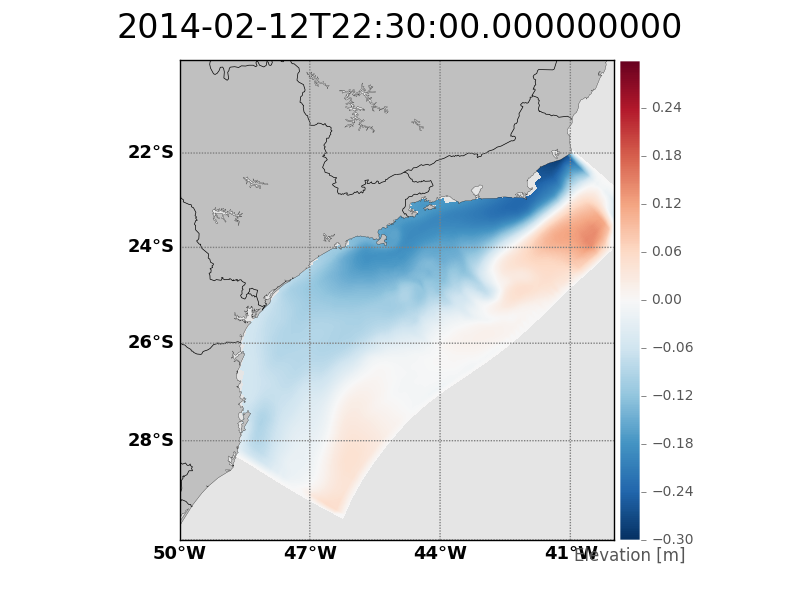 2014-02-12T22:30:00.000000000
22°S
24°S
26°S
28°S
50°W
47°W
44°W
41°W
0.24
0.18
0.12
0.06
0.00
−0.06
−0.12
−0.18
−0.24
−0.30
Elevation [m]